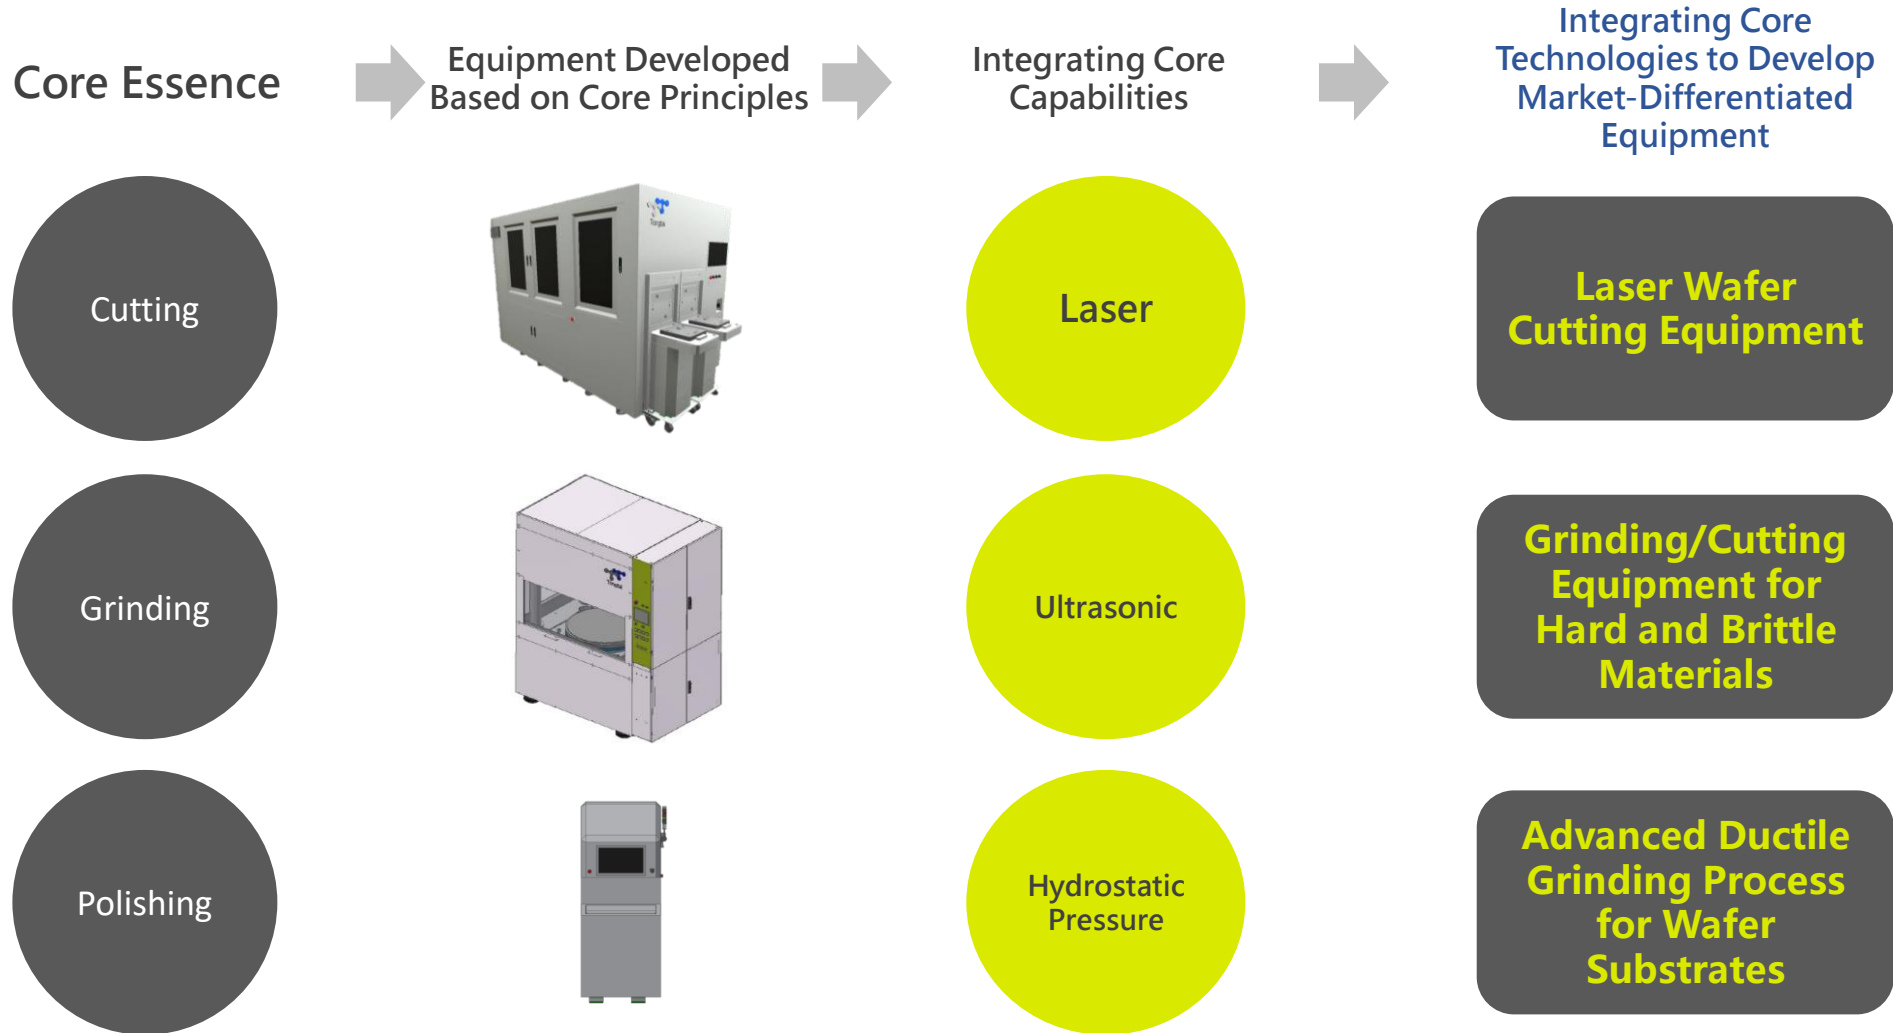 Core Essence
Equipment Developed
Based on Core Principles
Integrating Core
Capabilities
Integrating Core
Technologies to Develop
Market-Differentiated
Equipment
Cutting
Tongtai
Laser
Laser Wafer
Cutting Equipment
Grinding
Tongtai
Ultrasonic
Grinding/Cutting
Equipment for
Hard and Brittle
Materials
Polishing
Hydrostatic
Pressure
Advanced Ductile
Grinding Process
for Wafer
Substrates